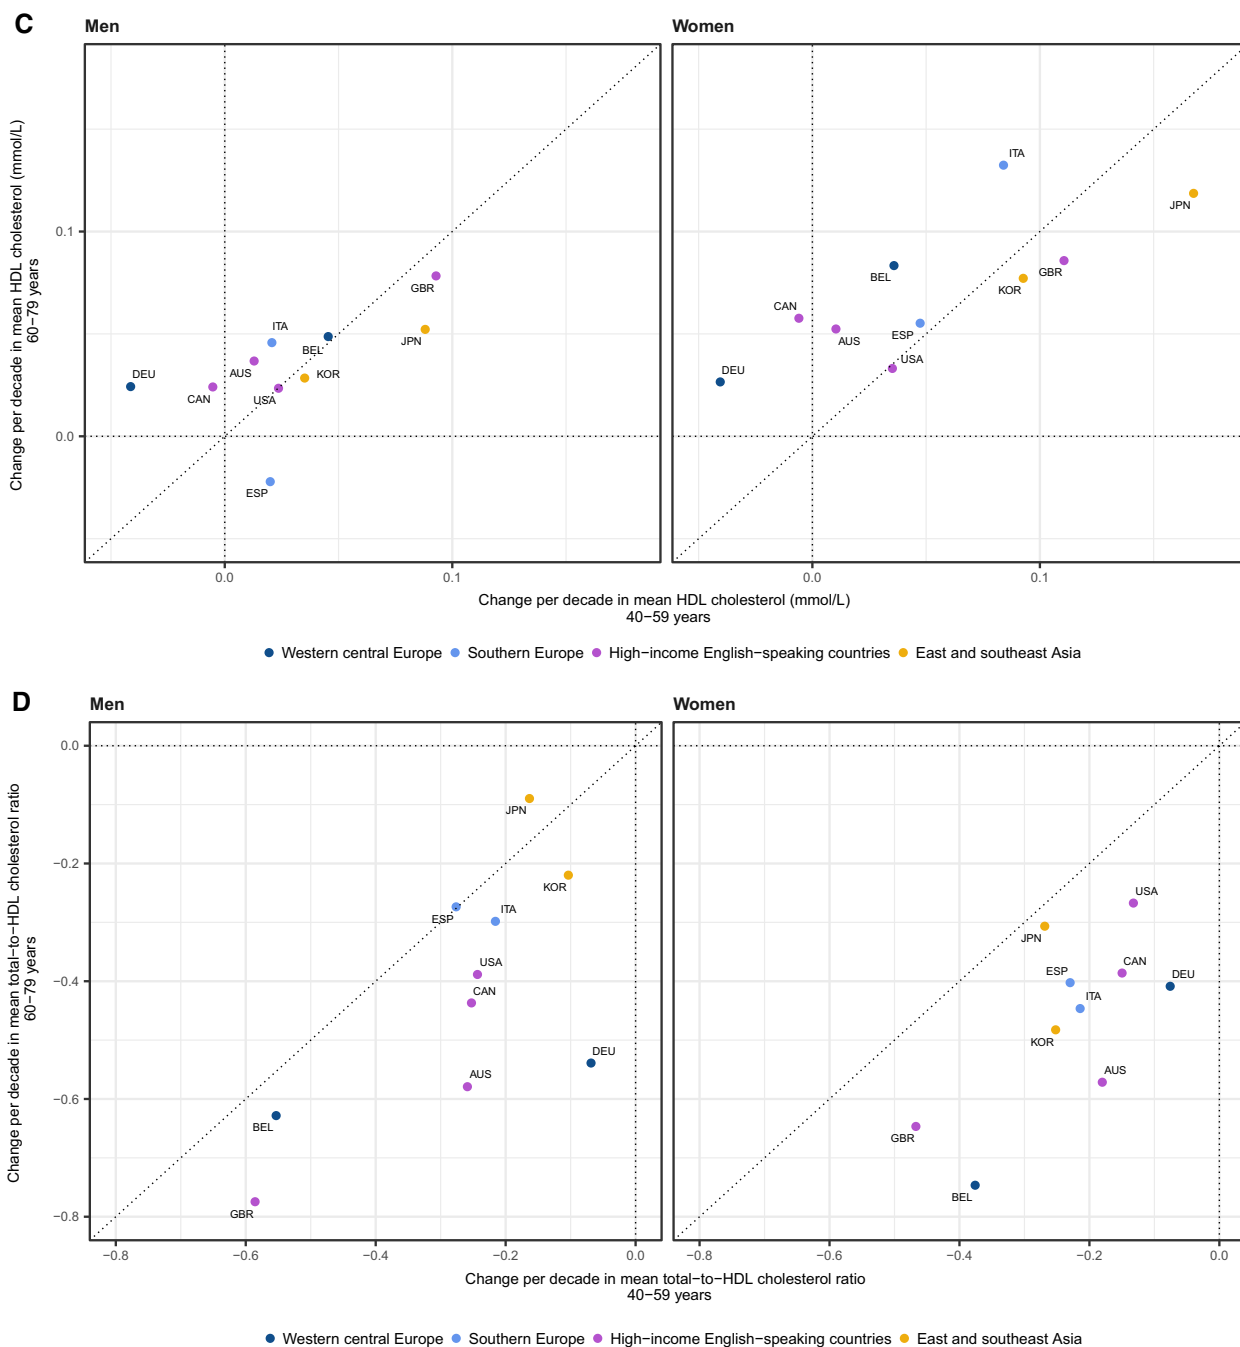 C
Men
Women
Change per decade in mean HDL cholesterol (mmol/L)
60−79 years
0.1
0.0
ITA
JPN
GBR
KOR
BEL
ESP
CAN
AUS
USA
DEU
GBR
JPN
ITA
BEL
KOR
AUS
USA
DEU
CAN
ESP
0.0
0.1
0.0
0.1
Change per decade in mean HDL cholesterol (mmol/L)
40−59 years
Western central Europe
Southern Europe
High−income English−speaking countries
East and southeast Asia
D
Men
Women
Change per decade in mean total−to−HDL cholesterol ratio
60−79 years
0.0
−0.2
−0.4
−0.6
−0.8
JPN
KOR
ESP
ITA
USA
CAN
DEU
AUS
BEL
GBR
USA
JPN
CAN
ESP
DEU
ITA
KOR
AUS
GBR
BEL
−0.8
−0.6
−0.4
−0.2
0.0
−0.8
−0.6
−0.4
−0.2
0.0
Change per decade in mean total−to−HDL cholesterol ratio
40−59 years
Western central Europe
Southern Europe
High−income English−speaking countries
East and southeast Asia